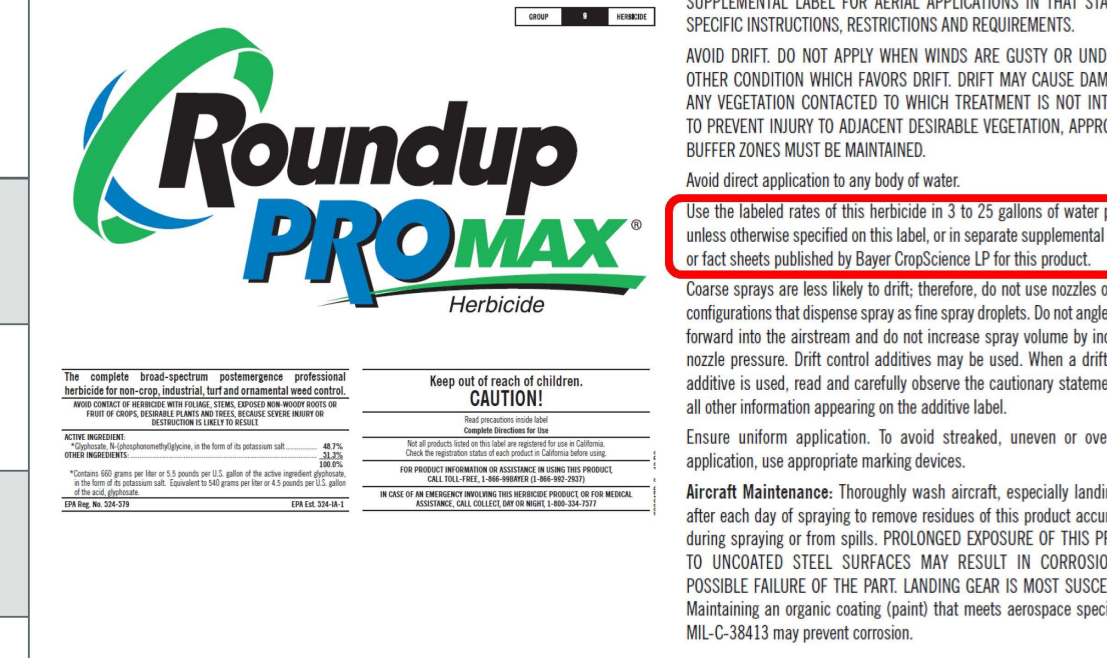 GROUP 9 HERBICIDE
Roundup
PROMAX®
Herbicide
The complete broad-spectrum postemergence professional
herbicide for non-crop, industrial, turf and ornamental weed control.
AVOID CONTACT OF HERBICIDE WITH FOLIAGE, STEMS, EXPOSED NON-WOODY ROOTS OR
FRUIT OF CROPS, DESIRABLE PLANTS AND TREES, BECAUSE SEVERE INJURY OR
DESTRUCTION IS LIKELY TO RESULT.
ACTIVE INGREDIENT:
*Glyphosate, N-(phosphonomethyl)glycine, in the form of its potassium salt ............... 48.7%
OTHER INGREDIENTS: ............... 51.3%
100.0%
*Contains 660 grams per liter or 5.5 pounds per U.S. gallon of the active ingredient glyphosate,
in the form of its potassium salt. Equivalent to 540 grams per liter or 4.5 pounds per U.S. gallon
of the acid, glyphosate.
EPA Reg. No. 524-579 EPA Est. 524-IA-1
Keep out of reach of children.
CAUTION!
Read precautions inside label
Complete Directions for Use
Not all products listed on this label are registered for use in California.
Check the registration status of each product in California before using.
FOR PRODUCT INFORMATION OR ASSISTANCE IN USING THIS PRODUCT,
CALL TOLL-FREE, 1-866-99BAYER (1-866-992-2937)
IN CASE OF AN EMERGENCY INVOLVING THIS HERBICIDE PRODUCT, OR FOR MEDICAL
ASSISTANCE, CALL COLLECT, DAY OR NIGHT, 1-800-334-7577
SUPPLEMENTAL LABEL FOR AERIAL APPLICATIONS IN THAT STA
SPECIFIC INSTRUCTIONS, RESTRICTIONS AND REQUIREMENTS.
AVOID DRIFT. DO NOT APPLY WHEN WINDS ARE GUSTY OR UND
OTHER CONDITION WHICH FAVORS DRIFT. DRIFT MAY CAUSE DAM
ANY VEGETATION CONTACTED TO WHICH TREATMENT IS NOT INT
TO PREVENT INJURY TO ADJACENT DESIRABLE VEGETATION, APPRO
BUFFER ZONES MUST BE MAINTAINED.
Avoid direct application to any body of water.
Use the labeled rates of this herbicide in 3 to 25 gallons of water p
unless otherwise specified on this label, or in separate supplemental
or fact sheets published by Bayer CropScience LP for this product.
Coarse sprays are less likely to drift; therefore, do not use nozzles o
configurations that dispense spray as fine spray droplets. Do not angle
forward into the airstream and do not increase spray volume by inc
nozzle pressure. Drift control additives may be used. When a drift
additive is used, read and carefully observe the cautionary stateme
all other information appearing on the additive label.
Ensure uniform application. To avoid streaked, uneven or ove
application, use appropriate marking devices.
Aircraft Maintenance: Thoroughly wash aircraft, especially landin
after each day of spraying to remove residues of this product accu
during spraying or from spills. PROLONGED EXPOSURE OF THIS PR
TO UNCOATED STEEL SURFACES MAY RESULT IN CORROSIO
POSSIBLE FAILURE OF THE PART. LANDING GEAR IS MOST SUSCE
Maintaining an organic coating (paint) that meets aerospace speci
MIL-C-38413 may prevent corrosion.